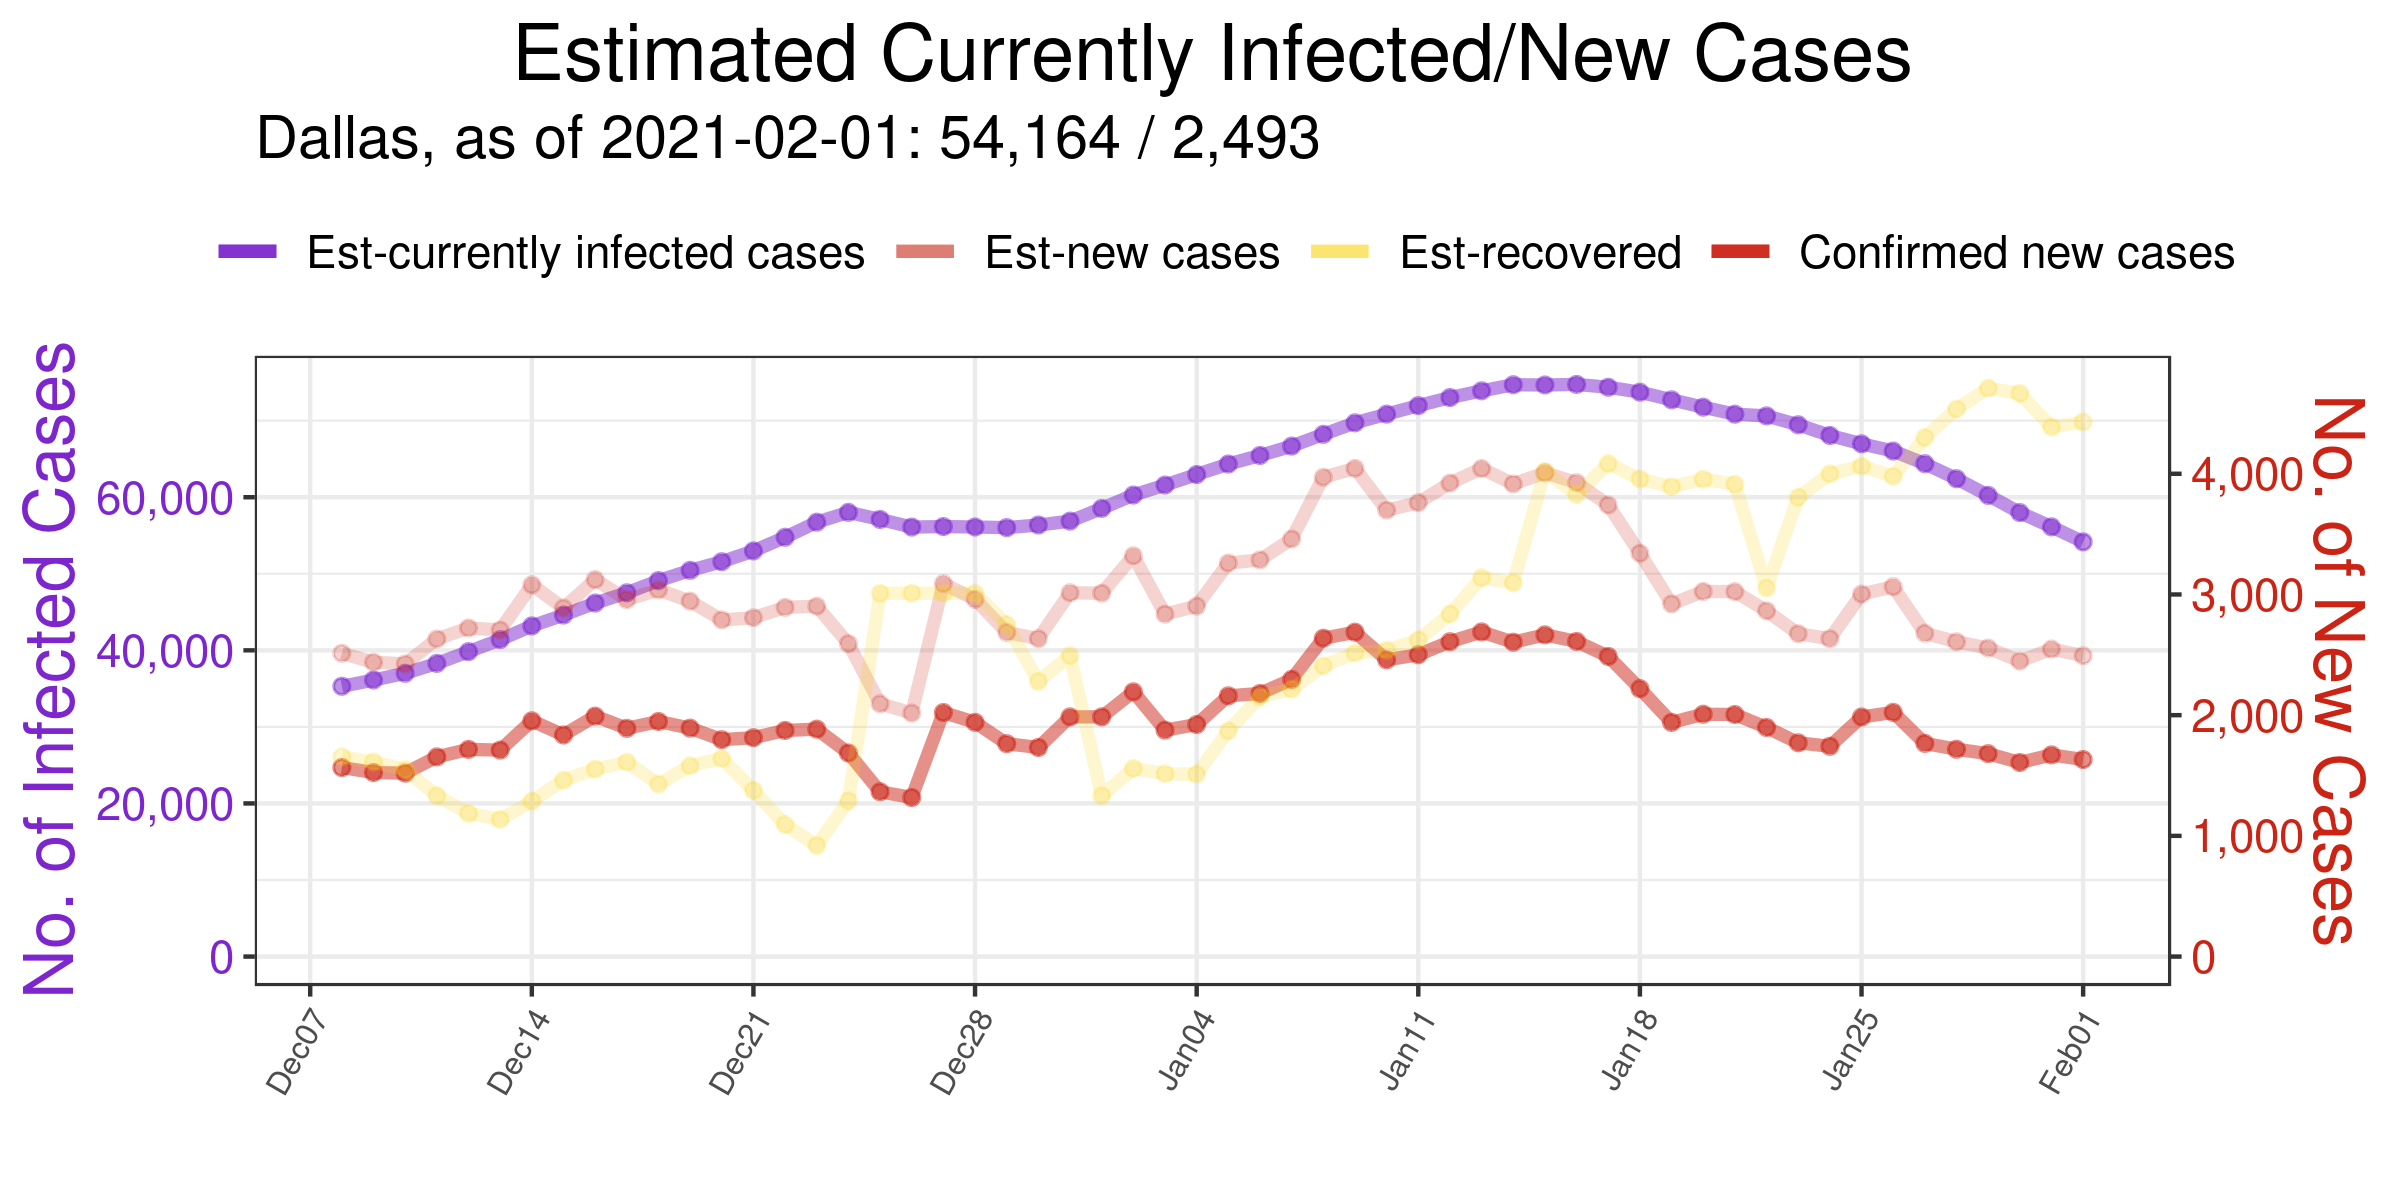 Estimated Currently Infected/New Cases
Dallas, as of 2021-02-01: 54,164 / 2,493
Est-currently infected cases Est-new cases Est-recovered Confirmed new cases
No. of Infected Cases
60,000
40,000
20,000
0
4,000
3,000
2,000
1,000
0
No. of New Cases
Dec07 Dec14 Dec21 Dec28 Jan04 Jan11 Jan18 Jan25 Feb01